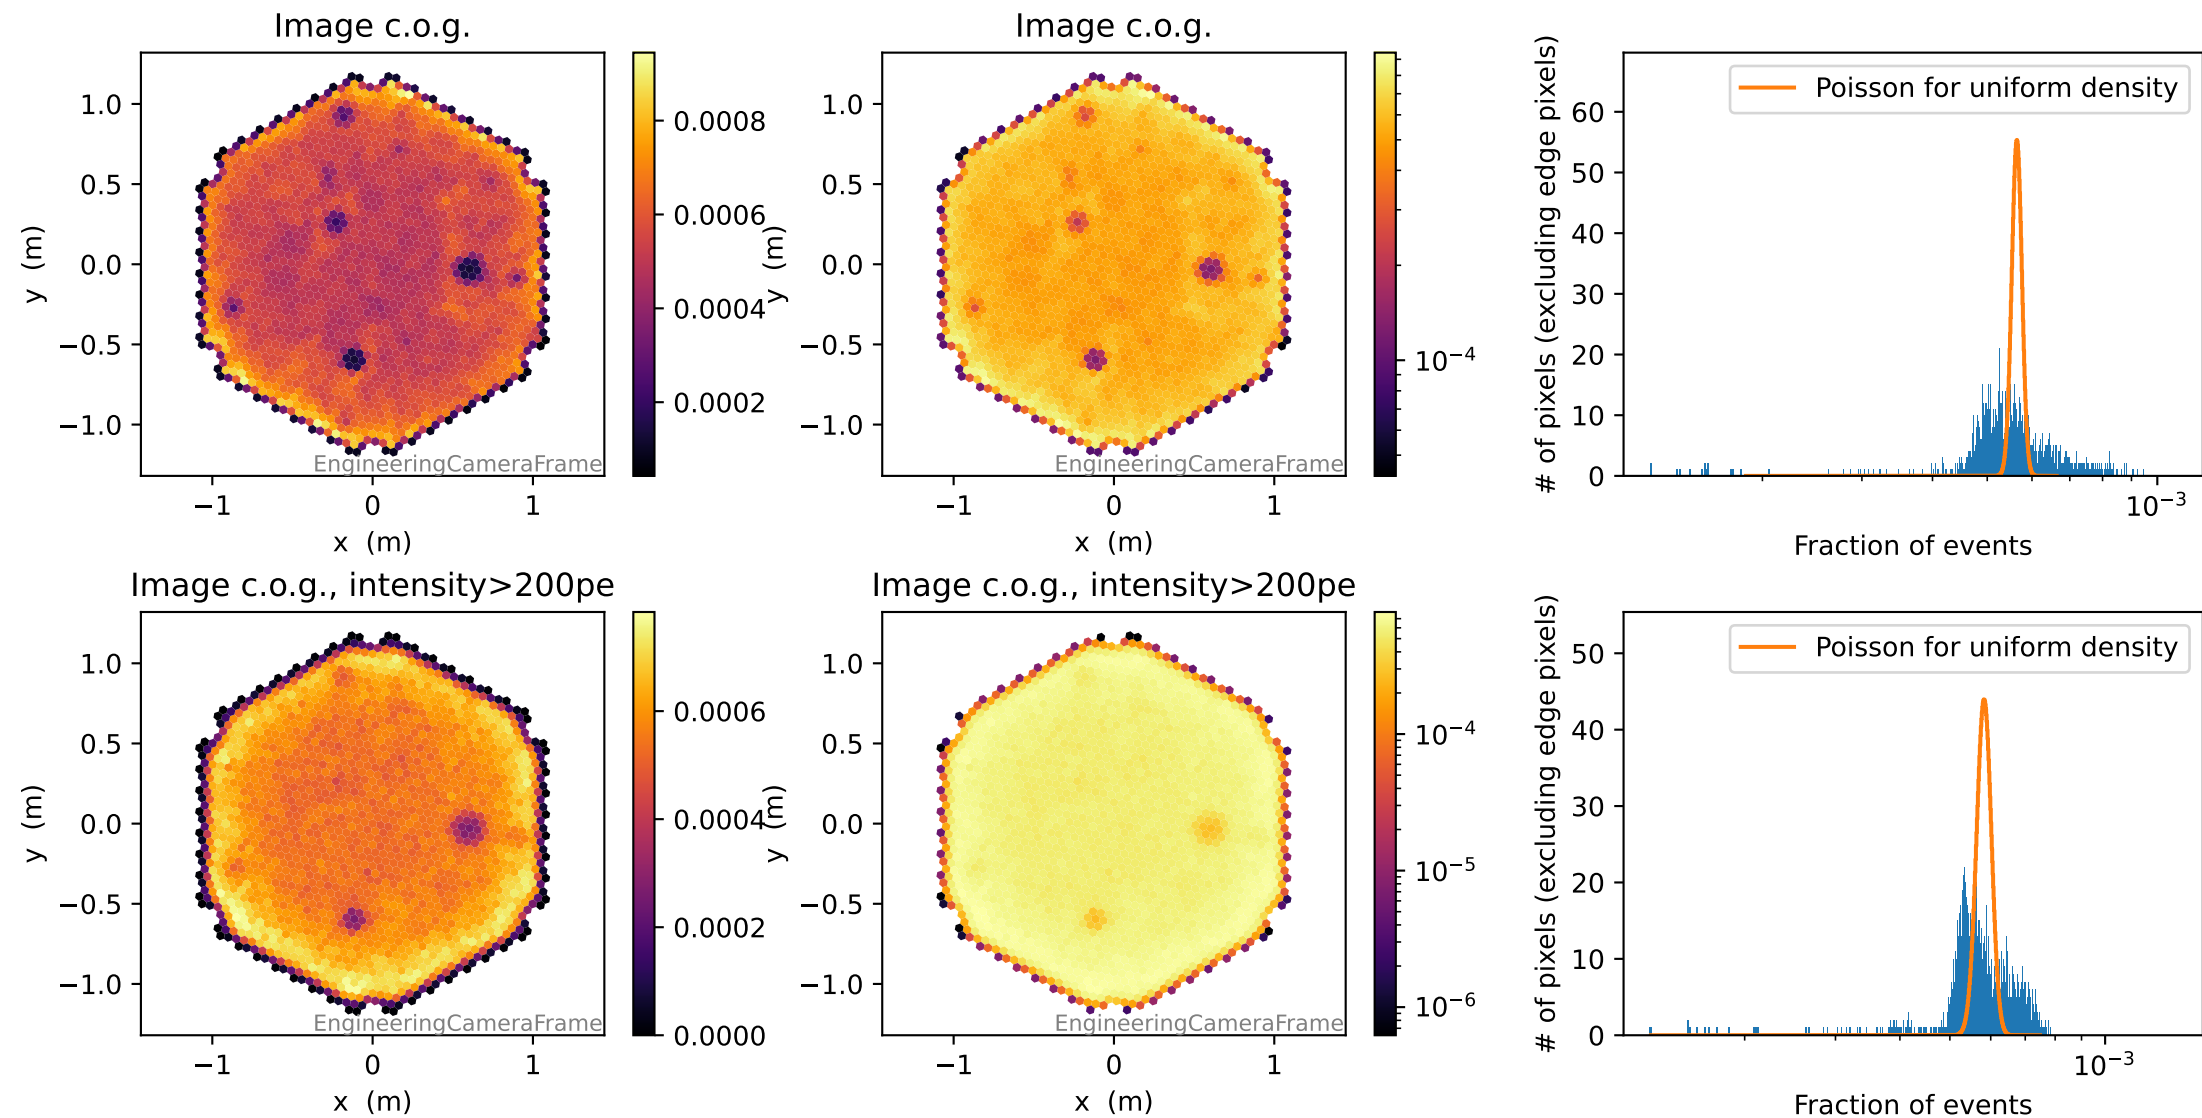 Image c.o.g.
y (m)
1.0
0.5
0.0
−0.5
−1.0
EngineeringCameraFrame
−1
0
1
x (m)
0.0008
0.0006
0.0004
0.0002
Image c.o.g.
y (m)
1.0
0.5
0.0
−0.5
−1.0
EngineeringCameraFrame
−1
0
1
x (m)
10⁻⁴
# of pixels (excluding edge pixels)
60
50
40
30
20
10
0
Poisson for uniform density
10⁻³
Fraction of events
Image c.o.g., intensity>200pe
y (m)
1.0
0.5
0.0
−0.5
−1.0
EngineeringCameraFrame
−1
0
1
x (m)
0.0006
0.0004
0.0002
0.0000
Image c.o.g., intensity>200pe
y (m)
1.0
0.5
0.0
−0.5
−1.0
EngineeringCameraFrame
−1
0
1
x (m)
10⁻⁴
10⁻⁵
10⁻⁶
# of pixels (excluding edge pixels)
50
40
30
20
10
0
Poisson for uniform density
10⁻³
Fraction of events